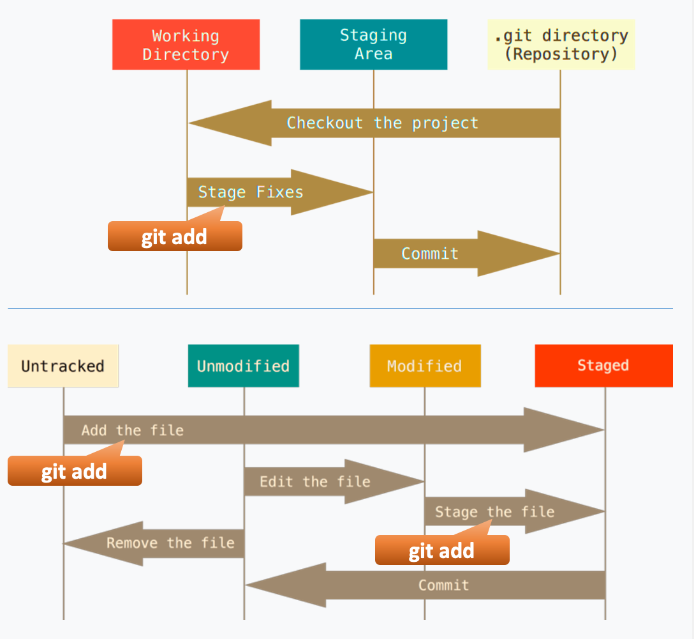 Working
Directory
Staging
Area
.git directory
(Repository)
Checkout the project
Stage Fixes
git add
Commit
Untracked
Unmodified
Modified
Staged
Add the file
git add
Edit the file
Stage the file
Remove the file
git add
Commit